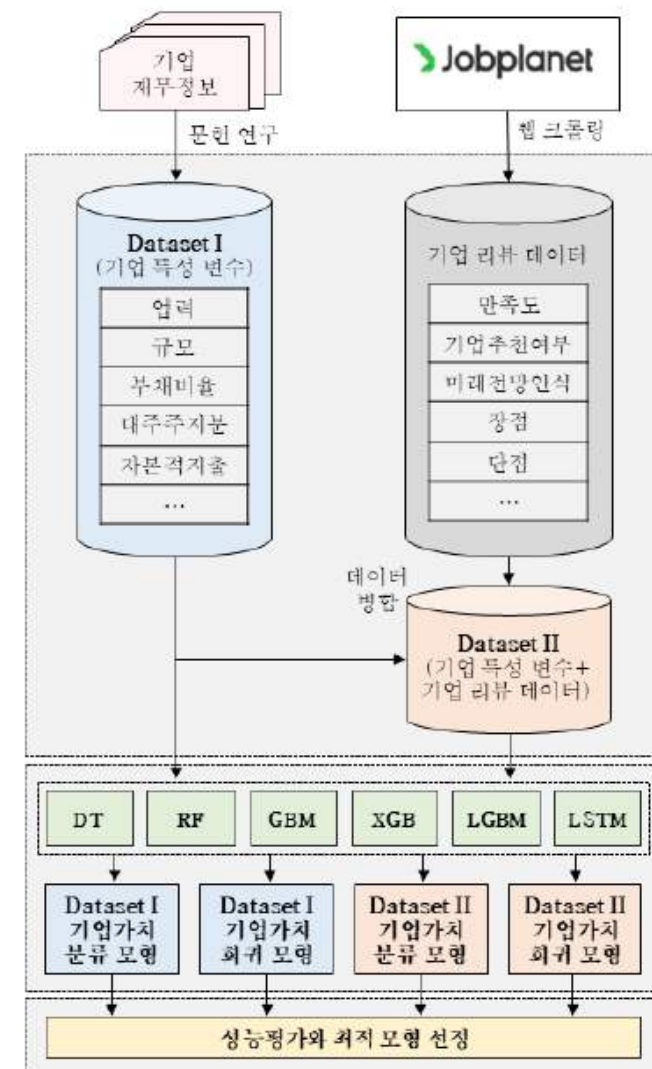 기업
재무정보
Jobplanet
문헌 연구
웹 크롤링
Dataset I
(기업 특성 변수)
업력
규모
부채비율
대주주지분
자본적지출
...
기업 리뷰 데이터
만족도
기업추천여부
미래전망인식
장점
단점
...
데이터
병합
Dataset II
(기업 특성 변수+
기업 리뷰 데이터)
DT
RF
GBM
XGB
LGBM
LSTM
Dataset I
기업가치
분류 모형
Dataset I
기업가치
회귀 모형
Dataset II
기업가치
분류 모형
Dataset II
기업가치
회귀 모형
성능평가와 최적 모형 선정